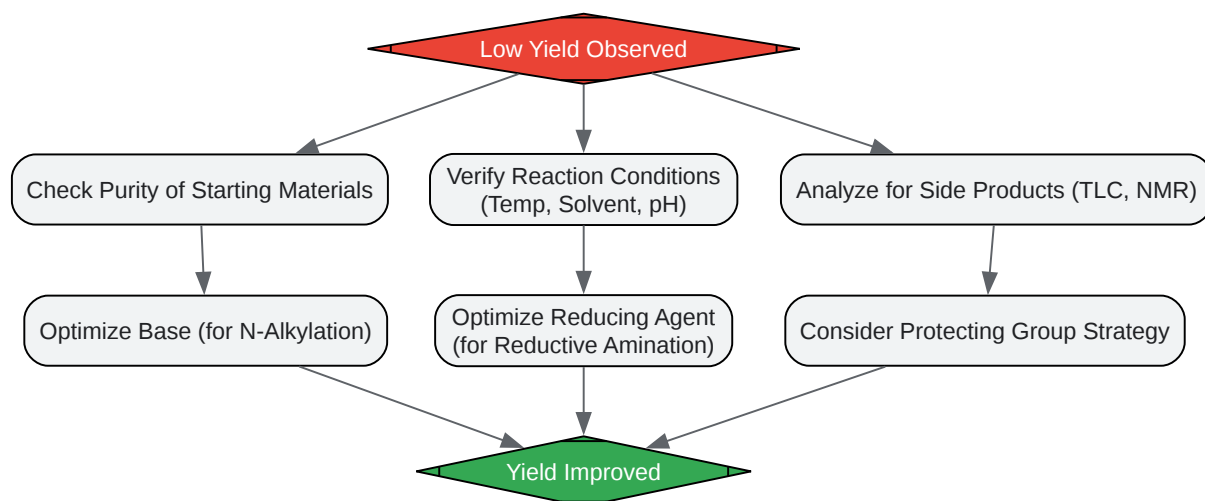 Low Yield Observed
Check Purity of Starting Materials
Verify Reaction Conditions
(Temp, Solvent, pH)
Analyze for Side Products (TLC, NMR)
Optimize Base (for N-Alkylation)
Optimize Reducing Agent
(for Reductive Amination)
Consider Protecting Group Strategy
Yield Improved